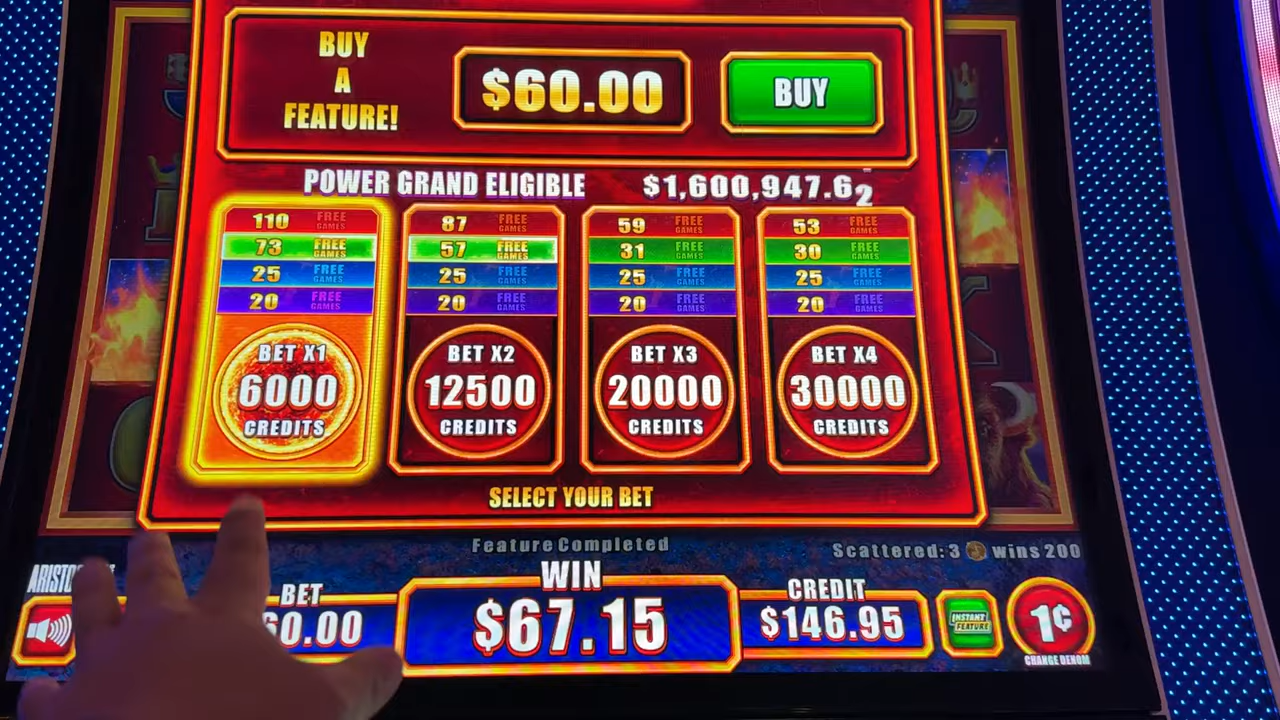 BUY
A
FEATURE!
$60.00
BUY
POWER GRAND ELIGIBLE $1,600,947.62
110 FREE GAMES
73 FREE GAMES
25 FREE GAMES
20 FREE GAMES
BET X1
6000
CREDITS
87 FREE GAMES
57 FREE GAMES
25 FREE GAMES
20 FREE GAMES
BET X2
12500
CREDITS
59 FREE GAMES
31 FREE GAMES
25 FREE GAMES
20 FREE GAMES
BET X3
20000
CREDITS
53 FREE GAMES
30 FREE GAMES
25 FREE GAMES
20 FREE GAMES
BET X4
30000
CREDITS
SELECT YOUR BET
Feature Completed
Scattered: 3 wins 200
BET
0.00
WIN
$67.15
CREDIT
$146.95
INSTANT
FEATURE
1¢
CHANGE DENOM